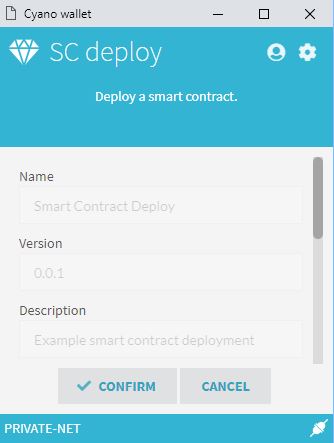 Cyano wallet
SC deploy
Deploy a smart contract.
Name
Smart Contract Deploy
Version
0.0.1
Description
Example smart contract deployment
CONFIRM
CANCEL
PRIVATE-NET